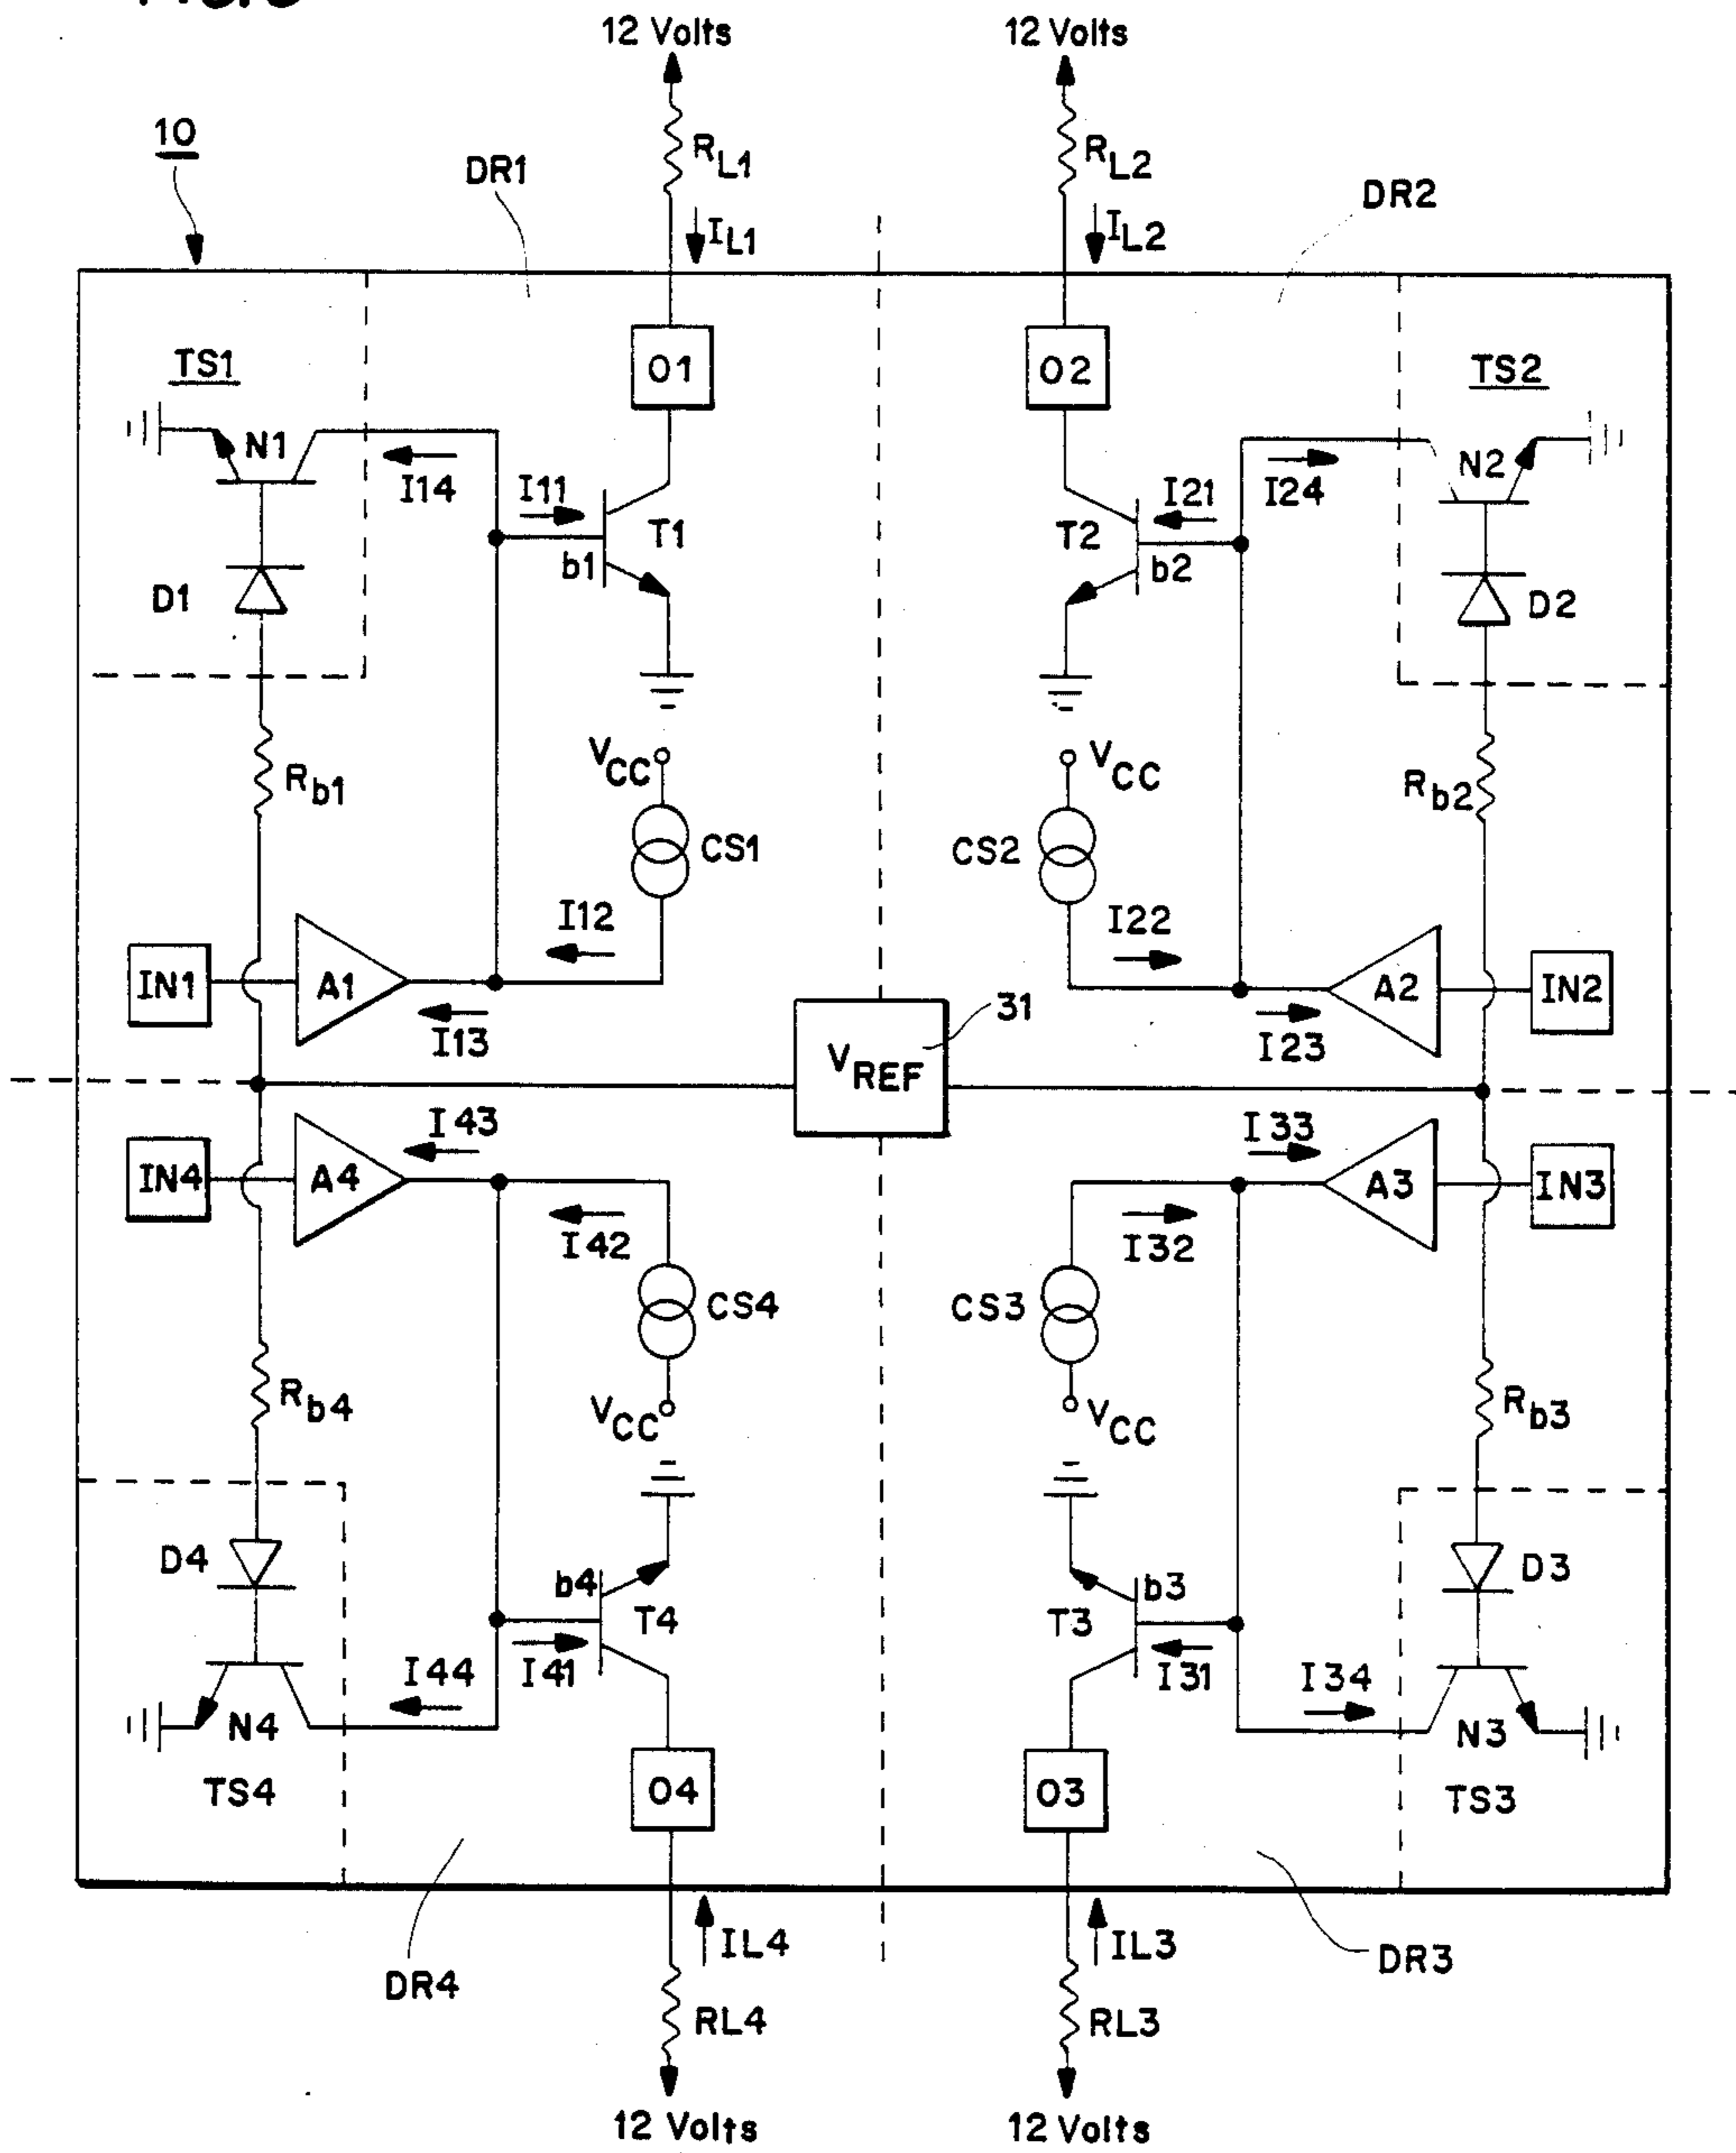 12 Volts 12 Volts
10
DR1
RL1
RL2
DR2
IL1
IL2
TS1
O1
O2
TS2
N1
I14
I11
T1
b1
D1
I21
I24
N2
T2
b2
D2
Rb1
VCC
CS1
VCC
CS2
Rb2
I12
I22
IN1
A1
I13
A2
IN2
I23
31
VREF
I43
I33
IN4
A4
A3
IN3
I42
I32
CS4
CS3
Rb4
VCC
VCC
Rb3
D4
b4
T4
b3
T3
D3
I44
I41
I31
I34
N4
N3
TS4
O4
O3
TS3
IL4
IL3
DR4
DR3
RL4
RL3
12 Volts 12 Volts